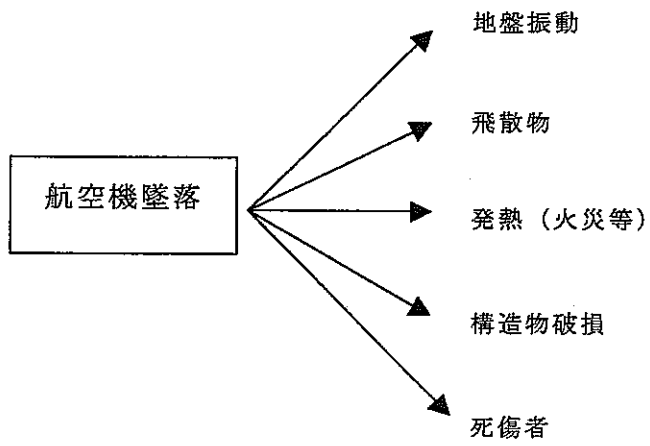 地盤振動
飛散物
航空機墜落
発熱（火災等）
構造物破損
死傷者